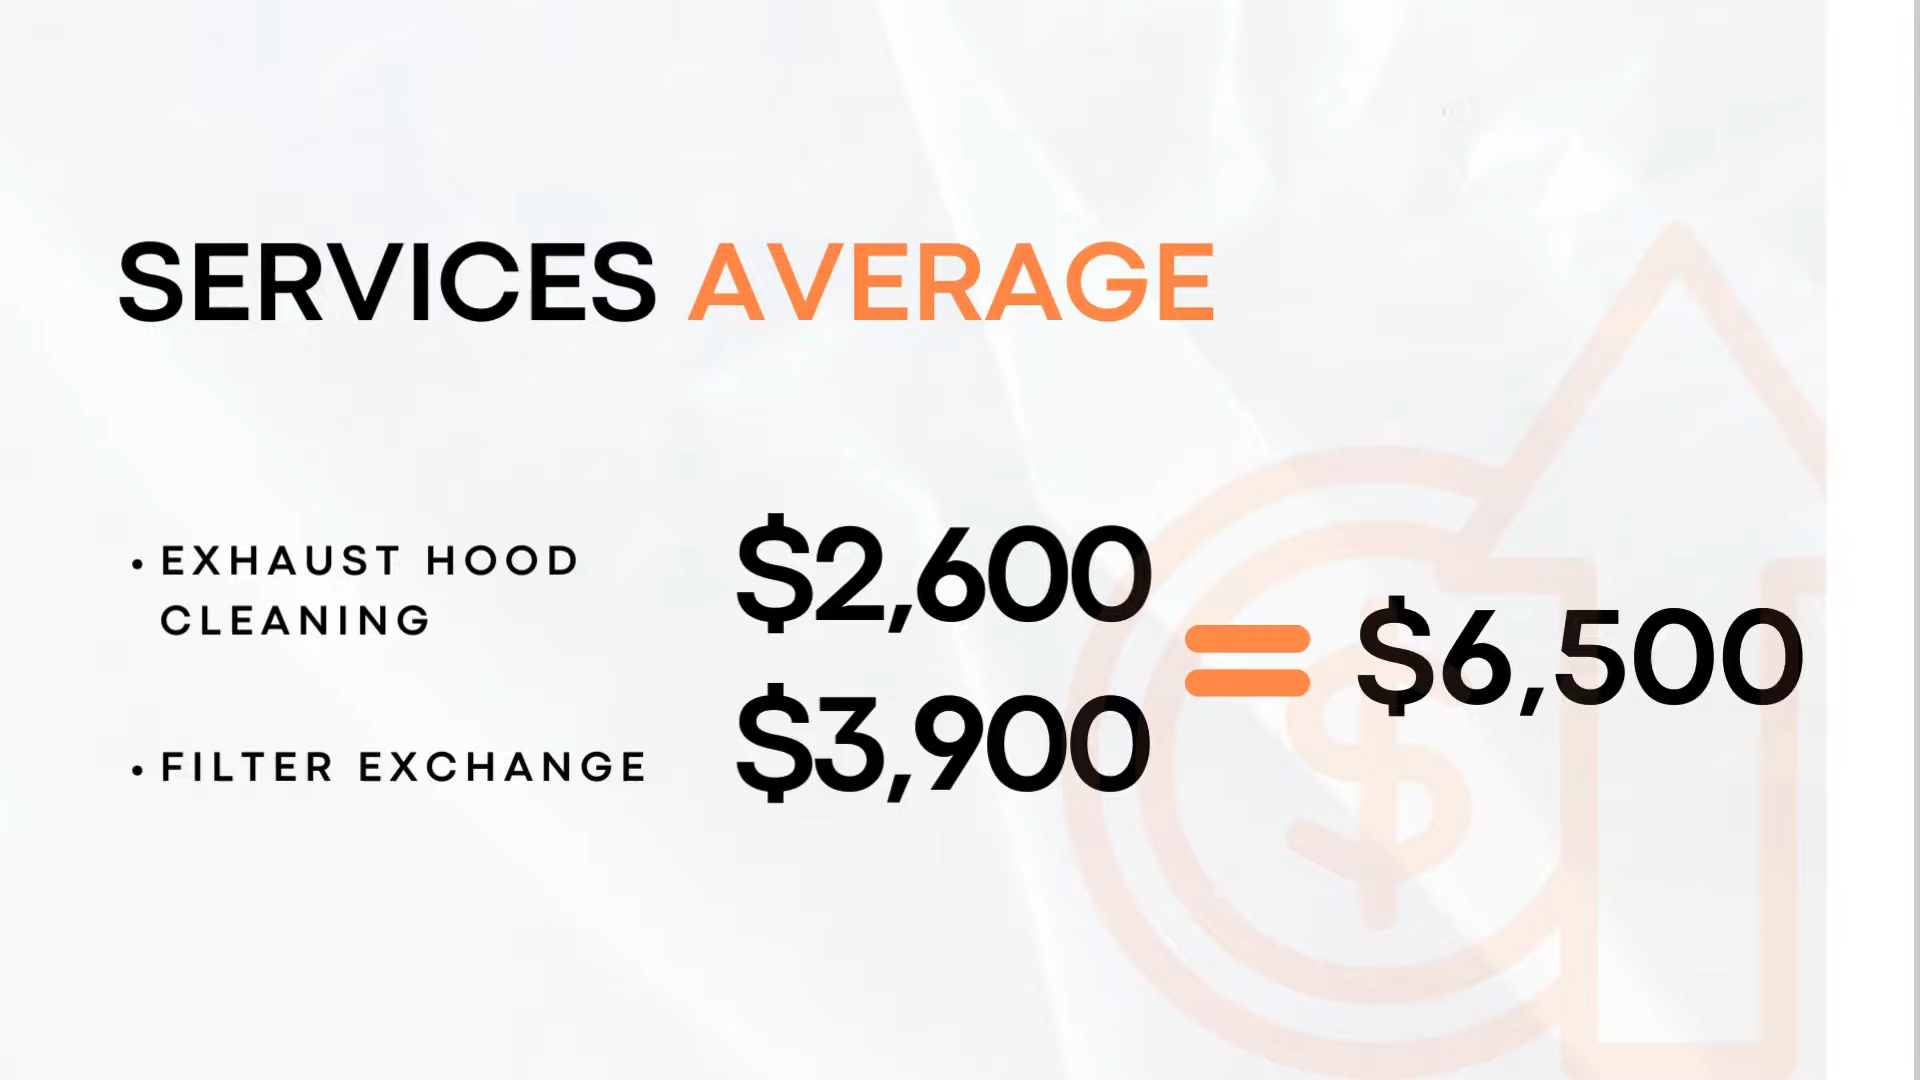 SERVICES AVERAGE
• EXHAUST HOOD
CLEANING
$2,600
• FILTER EXCHANGE
$3,900
= $6,500